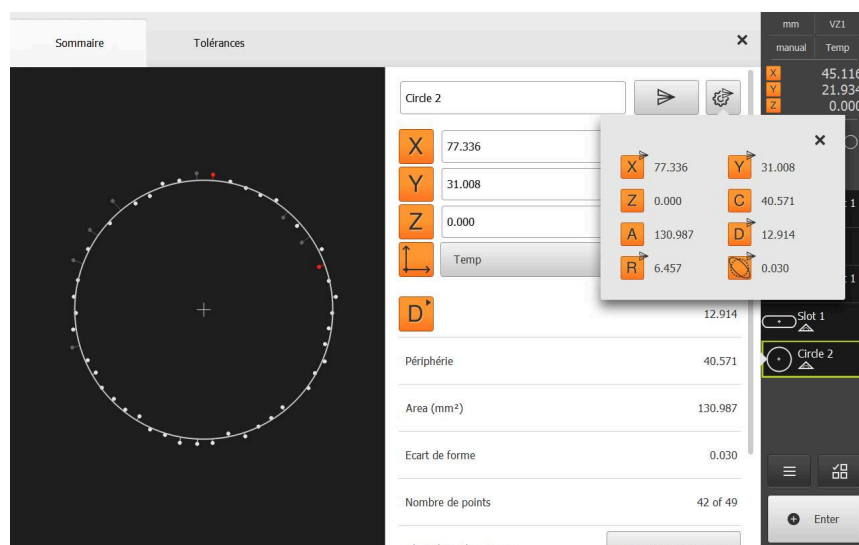 Sommaire Tolérances
mm VZ1
manual Temp
X 45.116
Y 21.934
Z 0.000
Circle 2
X 77.336
Y 31.008
Z 0.000
Temp
X 77.336 Y 31.008
Z 0.000 C 40.571
A 130.987 D 12.914
R 6.457 0.030
D 12.914
Périphérie 40.571
Area (mm²) 130.987
Ecart de forme 0.030
Nombre de points 42 of 49
1
1
Slot 1
Circle 2
Enter